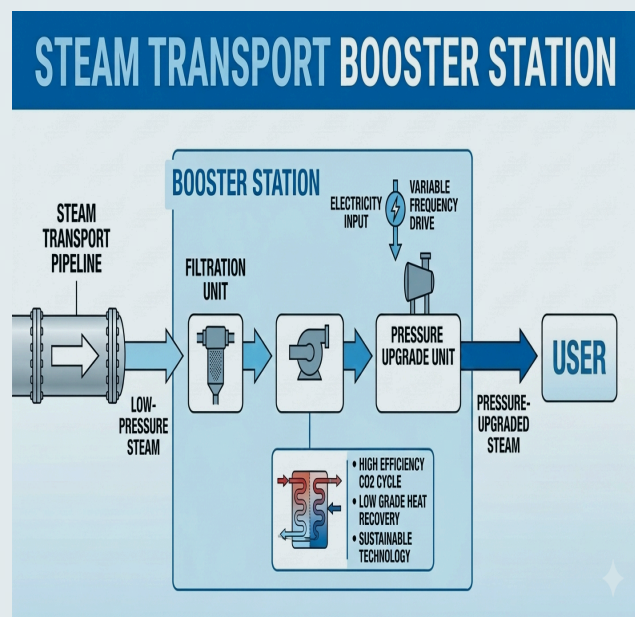 STEAM TRANSPORT BOOSTER STATION
BOOSTER STATION
STEAM
TRANSPORT
PIPELINE
ELECTRICITY
INPUT
VARIABLE
FREQUENCY
DRIVE
FILTRATION
UNIT
PRESSURE
UPGRADE UNIT
USER
LOW-
PRESSURE
STEAM
PRESSURE-
UPGRADED
STEAM
• HIGH EFFICIENCY
CO2 CYCLE
• LOW GRADE HEAT
RECOVERY
• SUSTAINABLE
TECHNOLOGY